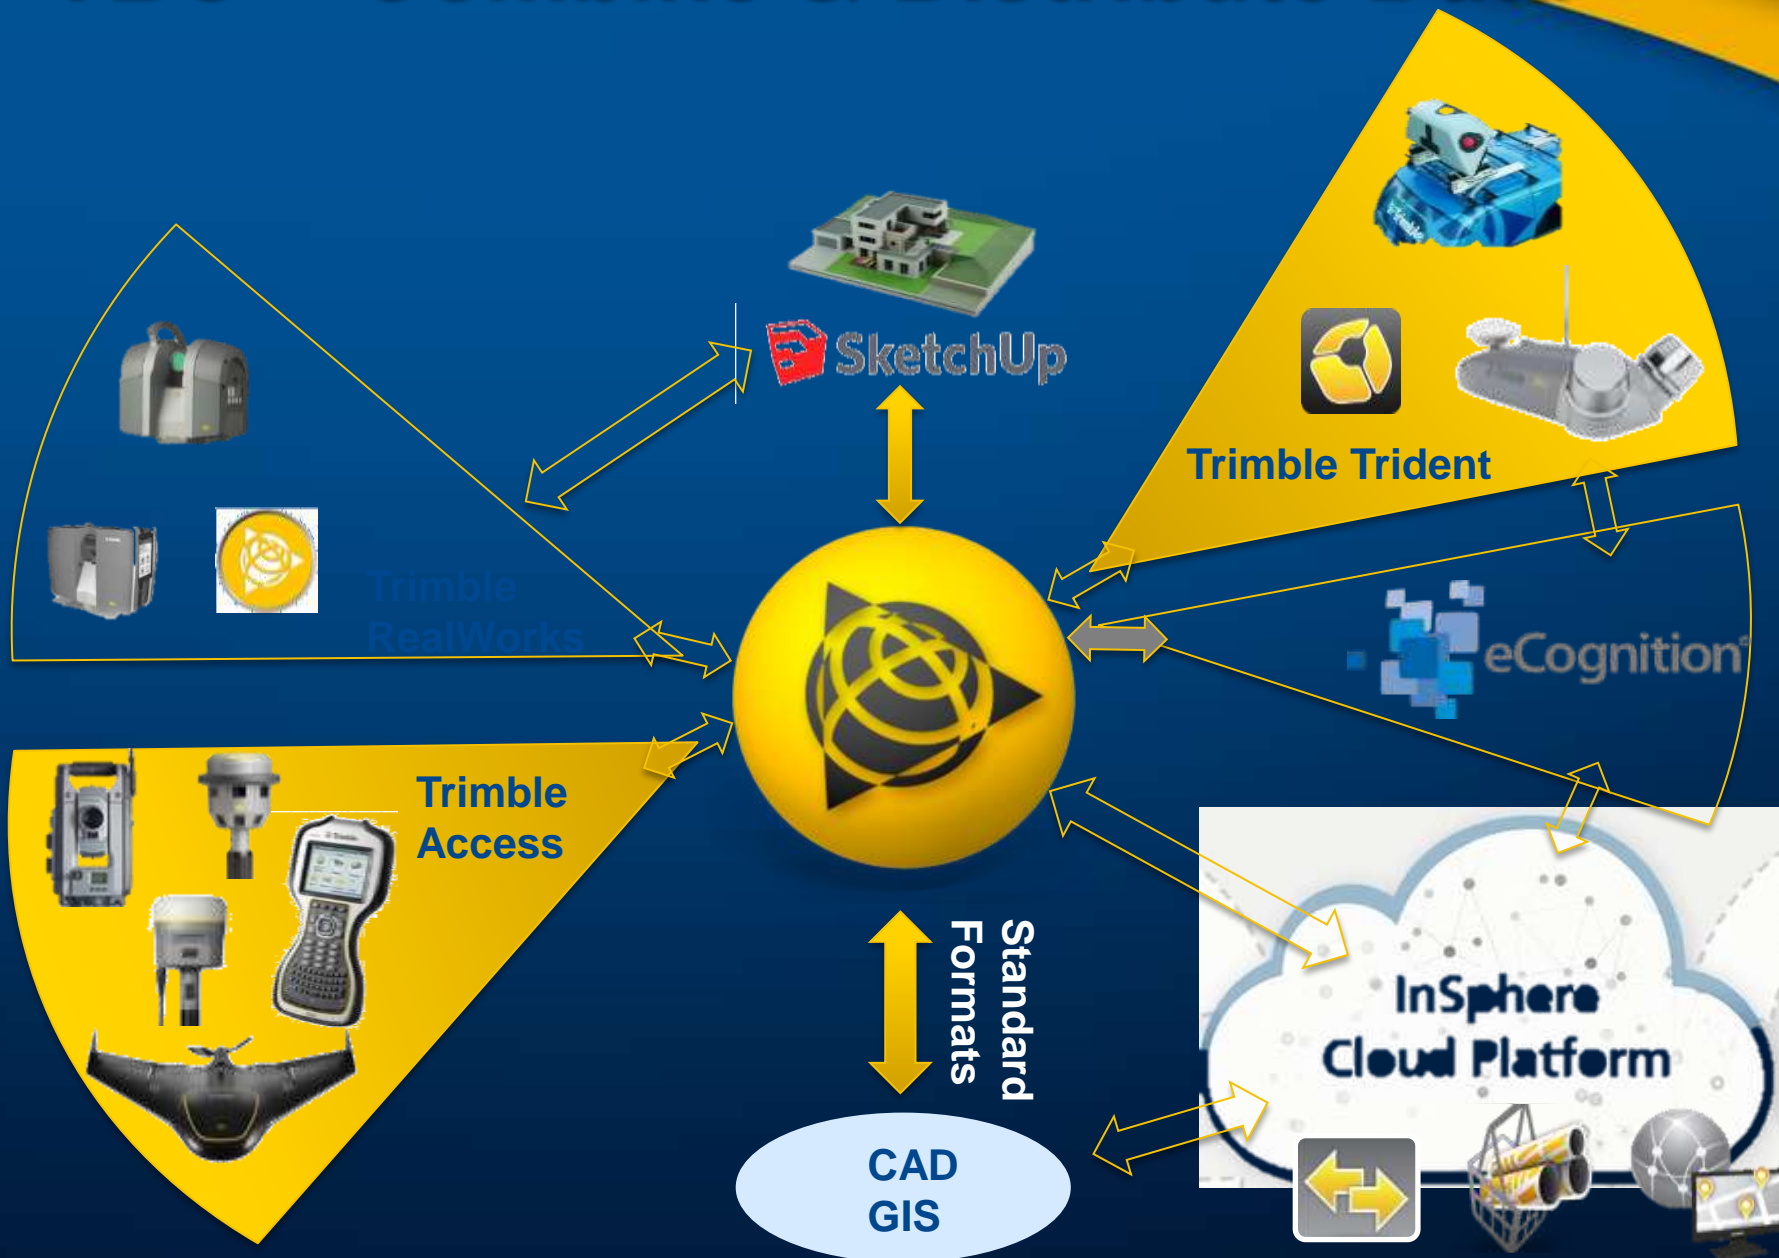 SketchUp
Trimble Trident
Trimble
RealWorks
eCognition
Trimble
Access
Standard
Formats
InSphere
Cloud Platform
CAD
GIS